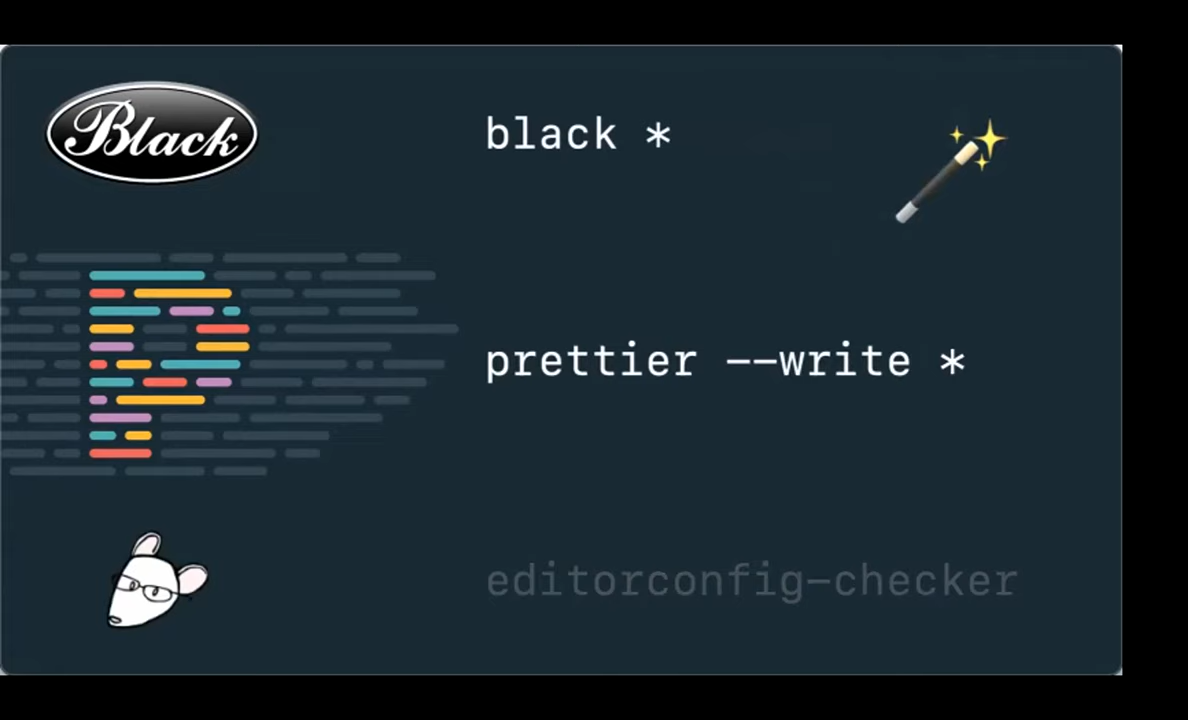 Black
black *
prettier --write *
editorconfig-checker